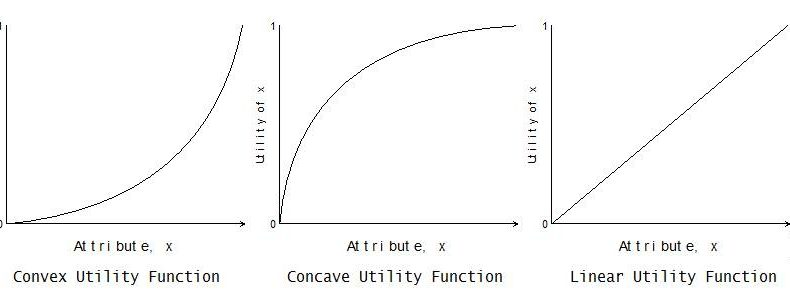 1
0
Attribute, x
Convex Utility Function
1
Utility of x
0
Attribute, x
Concave Utility Function
1
Utility of x
0
Attribute, x
Linear Utility Function